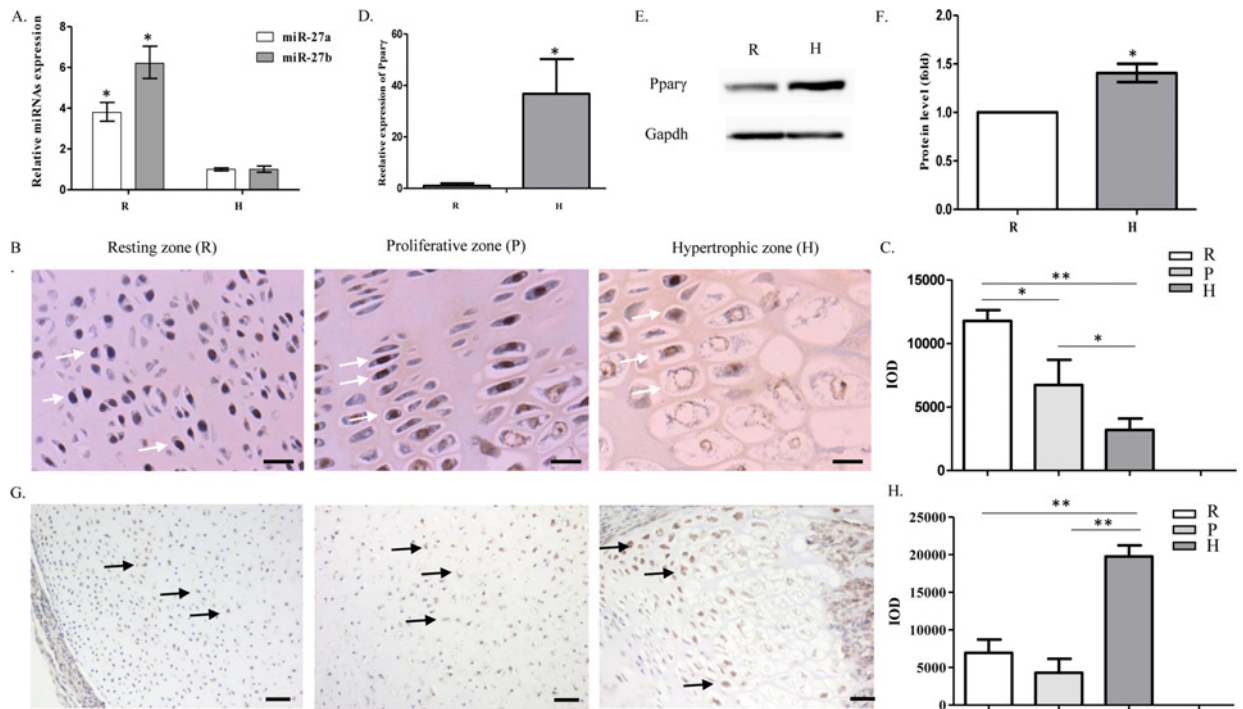 A.
Relative miRNAs expression
8
6
4
2
0
*
*
miR-27a
miR-27b
R
H
D.
Reelative expression of Pparγ
60
40
20
0
*
R
H
E.
R H
Pparγ
Gapdh
F.
Protein level (fold)
2.0
1.5
1.0
0.5
0.0
*
R
H
B
.
Resting zone (R)
Proliferative zone (P)
Hypertrophic zone (H)
C.
IOD
15000
10000
5000
0
**
*
*
R
P
H
G.
H.
IOD
25000
20000
15000
10000
5000
0
**
**
R
P
H